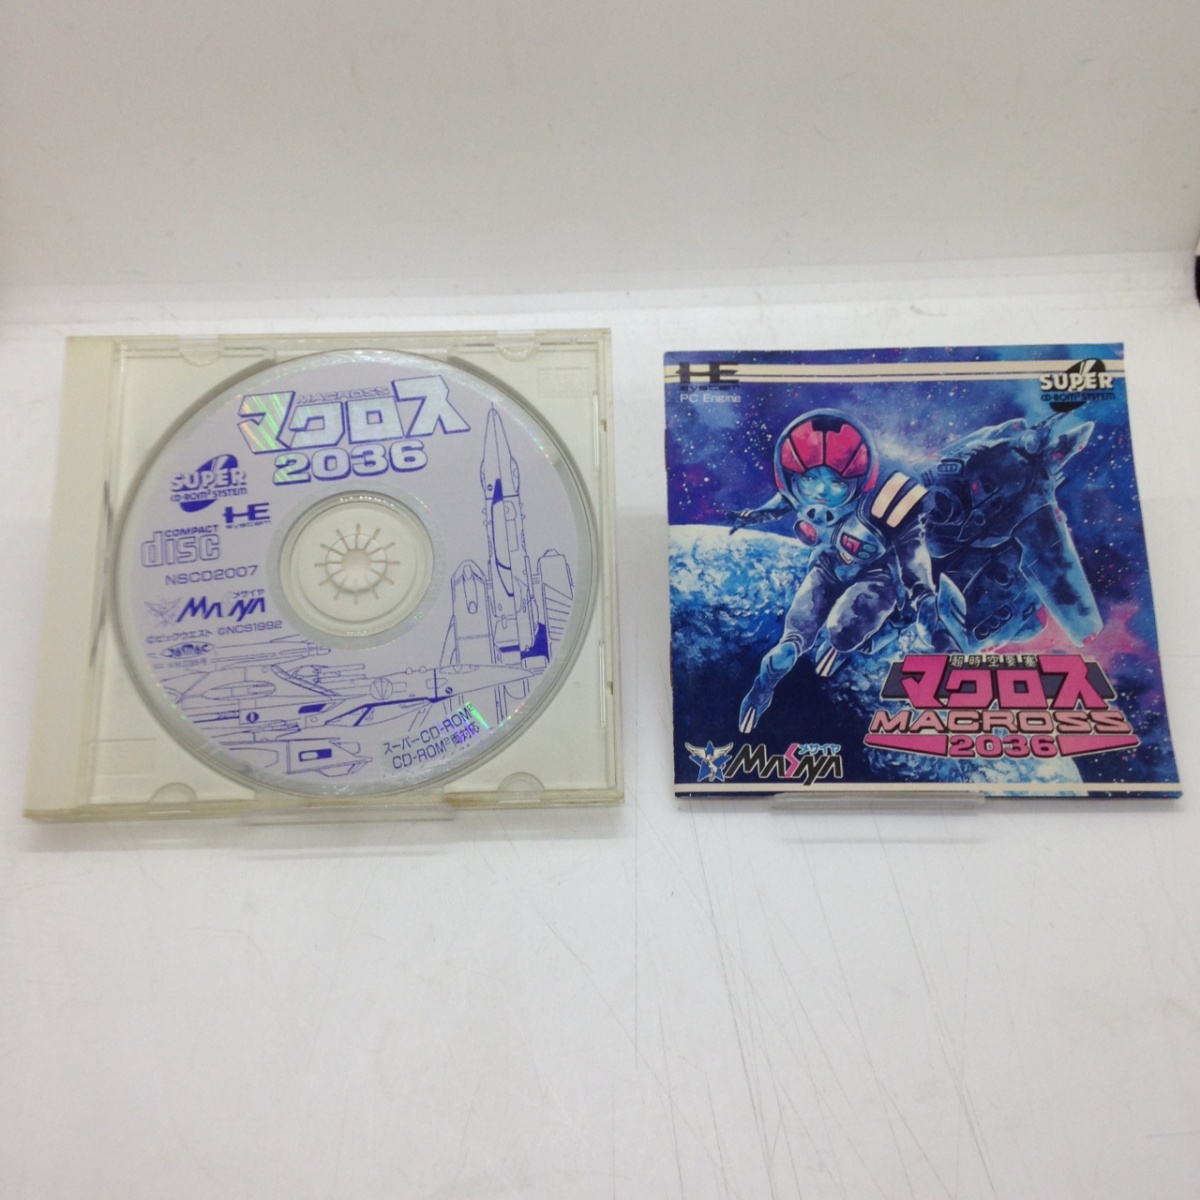 MACROSS
マクロス
2036
SUPER
CD-ROM² SYSTEM
HE
SYSTEM
COMPACT
disc
NSCD2007
メサイヤ
MASAYA
©ビックウエスト ©NCS1992
スーパーCD-ROM²
CD-ROM²両対応
HE
SYSTEM
PC Engine
SUPER
CD-ROM² SYSTEM
超時空要塞
マクロス
MACROSS
2036
メサイヤ
MASAYA